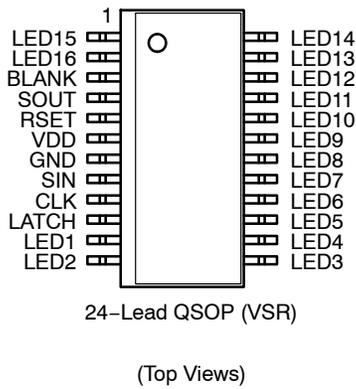 1
LED15 LED14
LED16 LED13
BLANK LED12
SOUT LED11
RSET LED10
VDD LED9
GND LED8
SIN LED7
CLK LED6
LATCH LED5
LED1 LED4
LED2 LED3
24−Lead QSOP (VSR)
(Top Views)